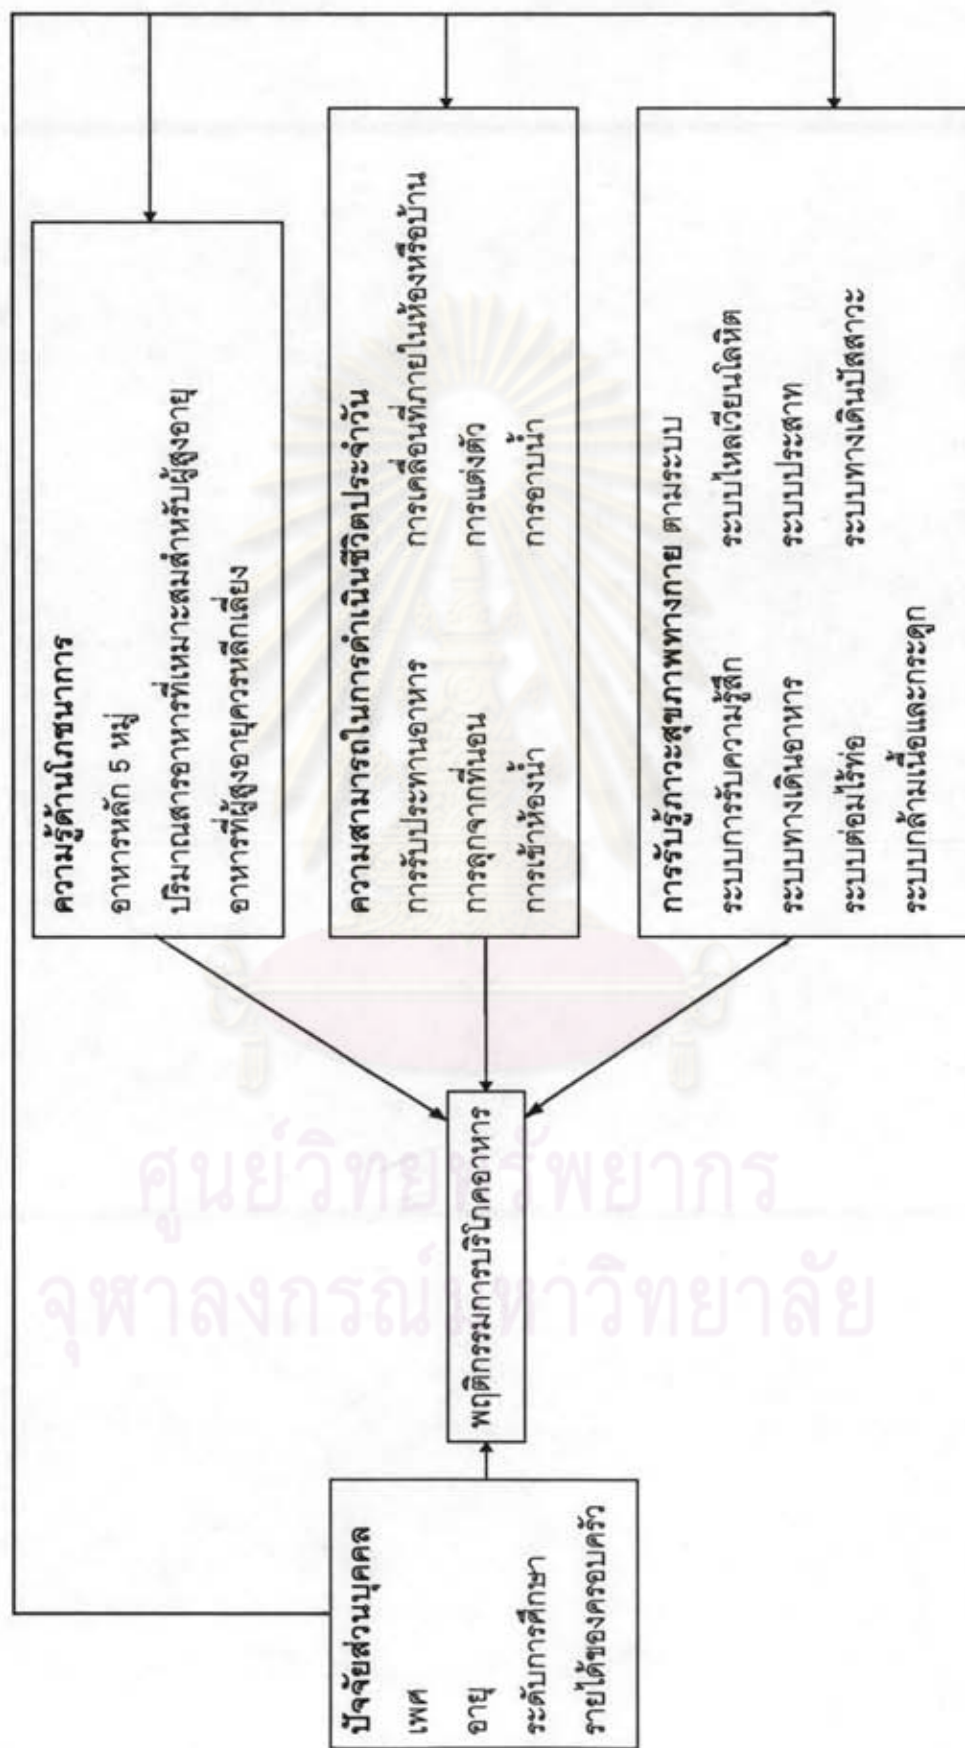 ความรู้ด้านโภชนาการ
อาหารหลัก 5 หมู่
ปริมาณสารอาหารที่เหมาะสมสำหรับผู้สูงอายุ
อาหารที่ผู้สูงอายุควรหลีกเลี่ยง
ความสามารถในการดำเนินชีวิตประจำวัน
การรับประทานอาหาร การเคลื่อนที่ภายในห้องหรือบ้าน
การลุกจากที่นอน การแต่งตัว
การเข้าห้องน้ำ การอาบน้ำ
การรับรู้ภาวะสุขภาพทางกาย ตามระบบ
ระบบการรับความรู้สึก ระบบไหลเวียนโลหิต
ระบบทางเดินอาหาร ระบบประสาท
ระบบต่อมไร้ท่อ ระบบทางเดินปัสสาวะ
ระบบกล้ามเนื้อและกระดูก
พฤติกรรมการบริโภคอาหาร
ปัจจัยส่วนบุคคล
เพศ
อายุ
ระดับการศึกษา
รายได้ของครอบครัว
ศูนย์วิทยทรัพยากร
จุฬาลงกรณ์มหาวิทยาลัย